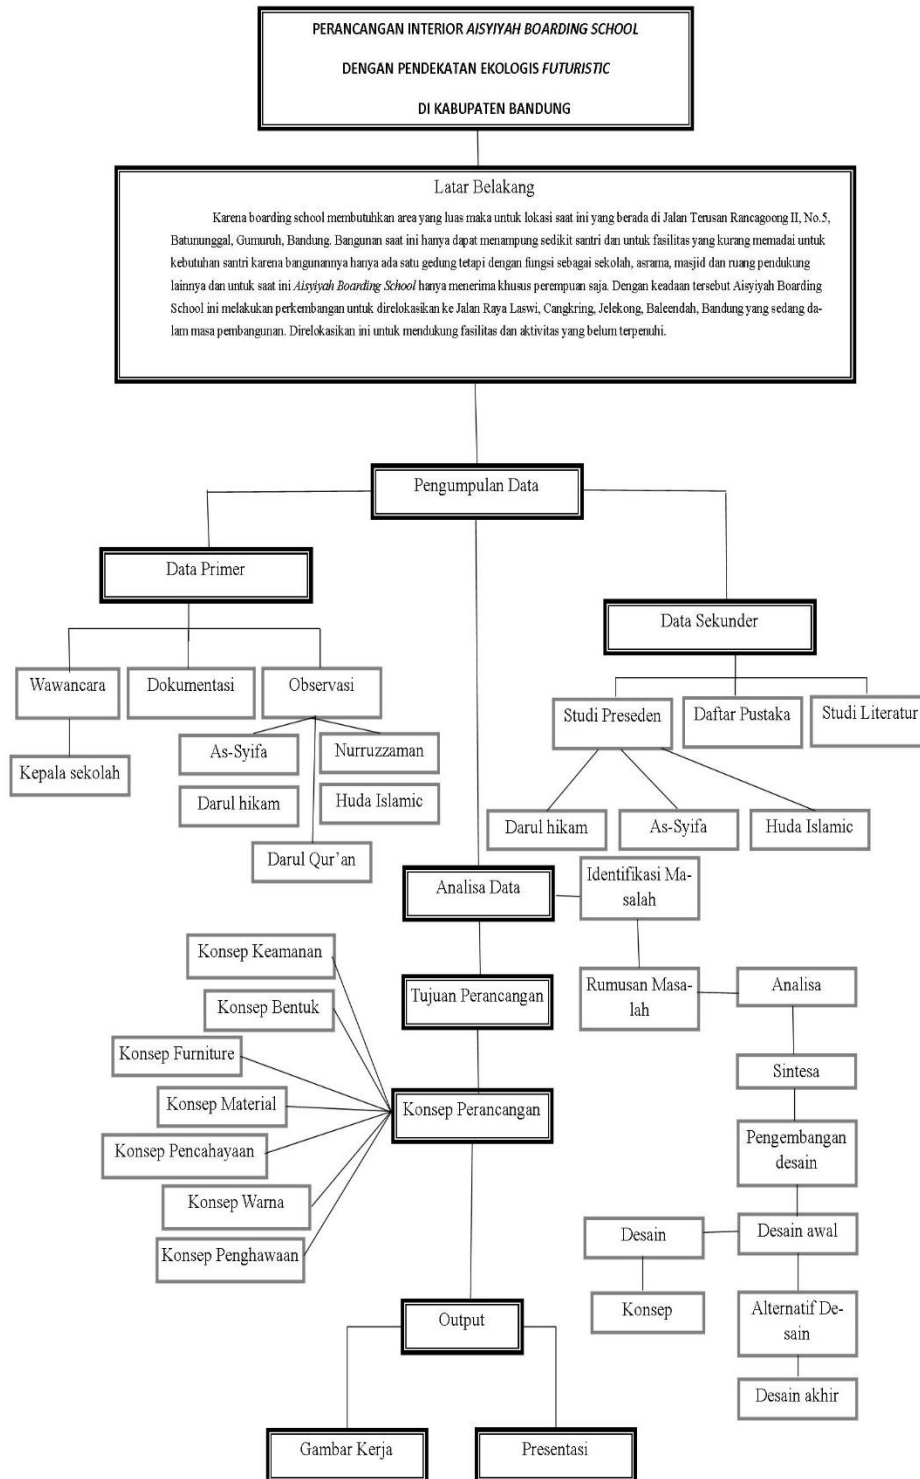 PERANCANGAN INTERIOR AISYIYAH BOARDING SCHOOL
DENGAN PENDEKATAN EKOLOGIS FUTURISTIC
DI KABUPATEN BANDUNG
Latar Belakang
Karena boarding school membutuhkan area yang luas maka untuk lokasi saat ini yang berada di Jalan Terusan Rancagoong II, No.5,
Batununggal, Gumuruh, Bandung. Bangunan saat ini hanya dapat menampung sedikit santri dan untuk fasilitas yang kurang memadai untuk
kebutuhan santri karena bangunannya hanya ada satu gedung tetapi dengan fungsi sebagai sekolah, asrama, masjid dan ruang pendukung
lainnya dan untuk saat ini Aisyiyah Boarding School hanya menerima khusus perempuan saja. Dengan keadaan tersebut Aisyiyah Boarding
School ini melakukan perkembangan untuk direlokasikan ke Jalan Raya Laswi, Cangkring, Jelekong, Baleendah, Bandung yang sedang da-
lam masa pembangunan. Direlokasikan ini untuk mendukung fasilitas dan aktivitas yang belum terpenuhi.
Pengumpulan Data
Data Primer
Data Sekunder
Wawancara
Dokumentasi
Observasi
Kepala sekolah
As-Syifa
Nurruzzaman
Darul hikam
Huda Islamic
Darul Qur'an
Studi Preseden
Daftar Pustaka
Studi Literatur
Darul hikam
As-Syifa
Huda Islamic
Analisa Data
Identifikasi Ma-
salah
Rumusan Masa-
lah
Analisa
Sintesa
Pengembangan
desain
Desain awal
Desain
Konsep
Alternatif De-
sain
Desain akhir
Tujuan Perancangan
Konsep Perancangan
Konsep Keamanan
Konsep Bentuk
Konsep Furniture
Konsep Material
Konsep Pencahayaan
Konsep Warna
Konsep Penghawaan
Output
Gambar Kerja
Presentasi